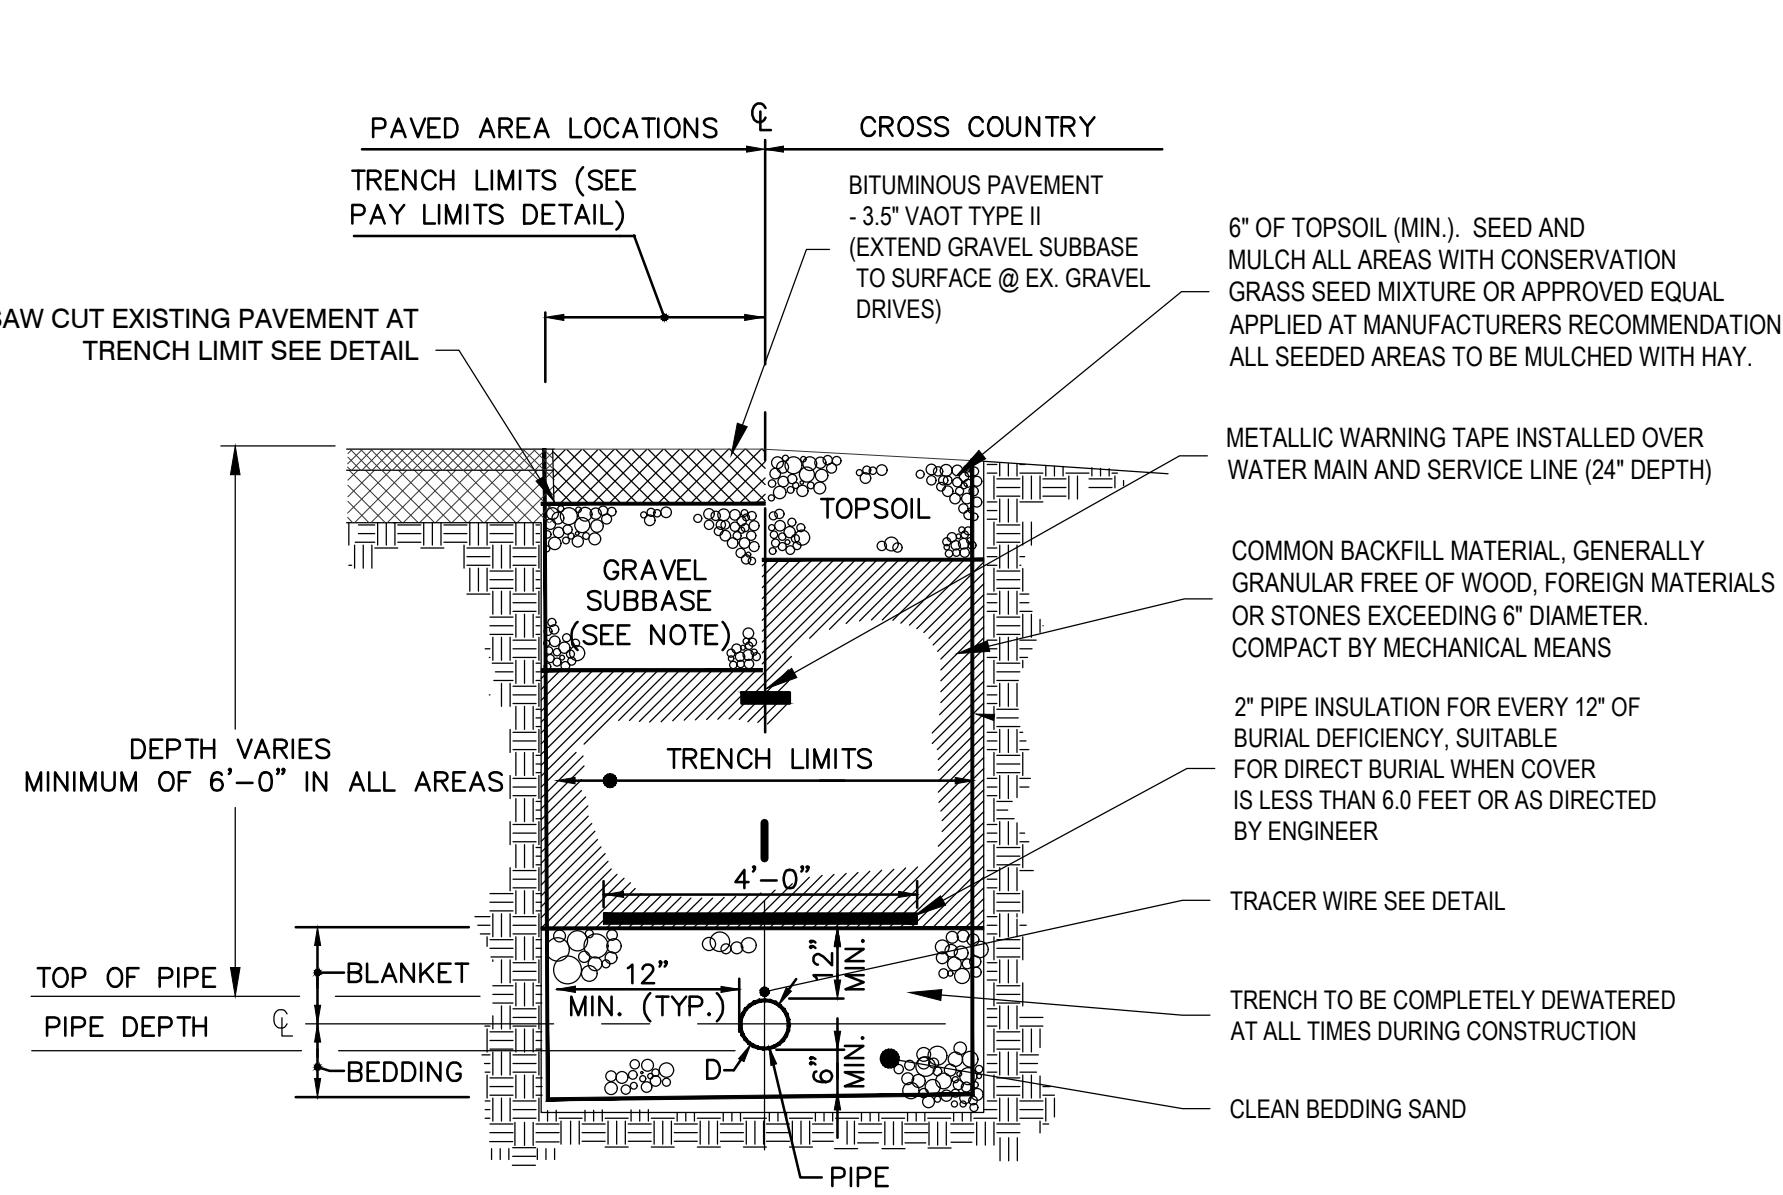 PAVED AREA LOCATIONS
℄
CROSS COUNTRY
TRENCH LIMITS (SEE
PAY LIMITS DETAIL)
BITUMINOUS PAVEMENT
- 3.5" VAOT TYPE II
(EXTEND GRAVEL SUBBASE
TO SURFACE @ EX. GRAVEL
DRIVES)
6" OF TOPSOIL (MIN.). SEED AND
MULCH ALL AREAS WITH CONSERVATION
GRASS SEED MIXTURE OR APPROVED EQUAL
APPLIED AT MANUFACTURERS RECOMMENDATION
ALL SEEDED AREAS TO BE MULCHED WITH HAY.
SAW CUT EXISTING PAVEMENT AT
TRENCH LIMIT SEE DETAIL
METALLIC WARNING TAPE INSTALLED OVER
WATER MAIN AND SERVICE LINE (24" DEPTH)
TOPSOIL
GRAVEL
SUBBASE
(SEE NOTE)
COMMON BACKFILL MATERIAL, GENERALLY
GRANULAR FREE OF WOOD, FOREIGN MATERIALS
OR STONES EXCEEDING 6" DIAMETER.
COMPACT BY MECHANICAL MEANS
2" PIPE INSULATION FOR EVERY 12" OF
BURIAL DEFICIENCY, SUITABLE
FOR DIRECT BURIAL WHEN COVER
IS LESS THAN 6.0 FEET OR AS DIRECTED
BY ENGINEER
DEPTH VARIES
MINIMUM OF 6'-0" IN ALL AREAS
TRENCH LIMITS
4'-0"
TRACER WIRE SEE DETAIL
TOP OF PIPE
BLANKET
12"
MIN. (TYP.)
12"
MIN.
PIPE DEPTH
℄
TRENCH TO BE COMPLETELY DEWATERED
AT ALL TIMES DURING CONSTRUCTION
BEDDING
D
6"
MIN.
CLEAN BEDDING SAND
PIPE